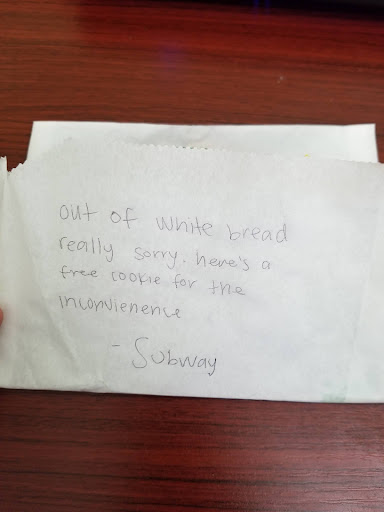 out of white bread
really sorry. here's a
free cookie for the
inconvienence
- Subway